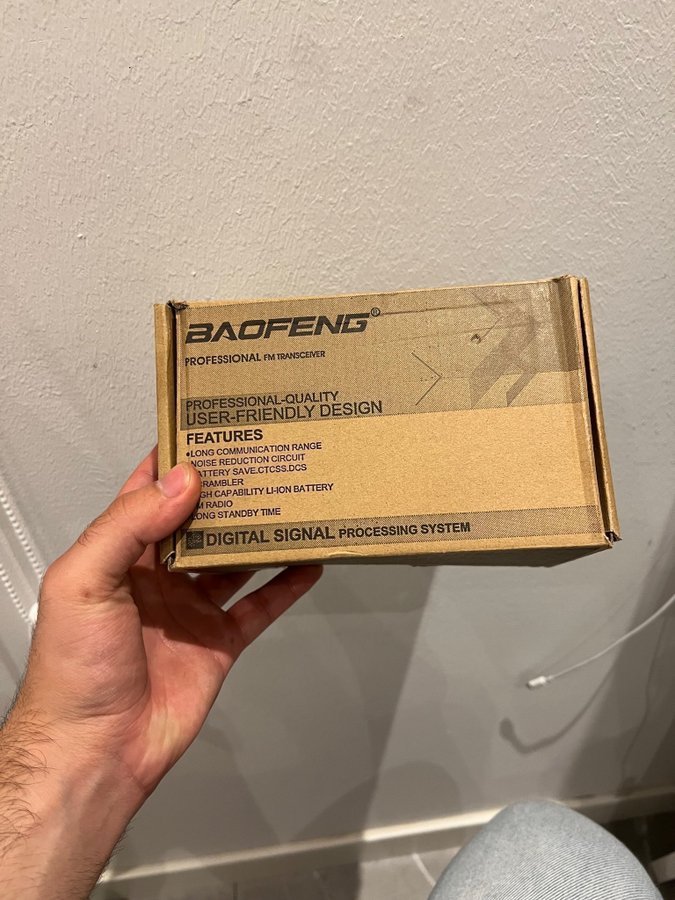 BAOFENG®
PROFESSIONAL FM TRANSCEIVER
PROFESSIONAL-QUALITY
USER-FRIENDLY DESIGN
FEATURES
•LONG COMMUNICATION RANGE
NOISE REDUCTION CIRCUIT
SAVE.CTCSS.DCS
LI-ION BATTERY
CAPABILITY
RADIO
STANDBY TIME
DIGITAL SIGNAL PROCESSING SYSTEM